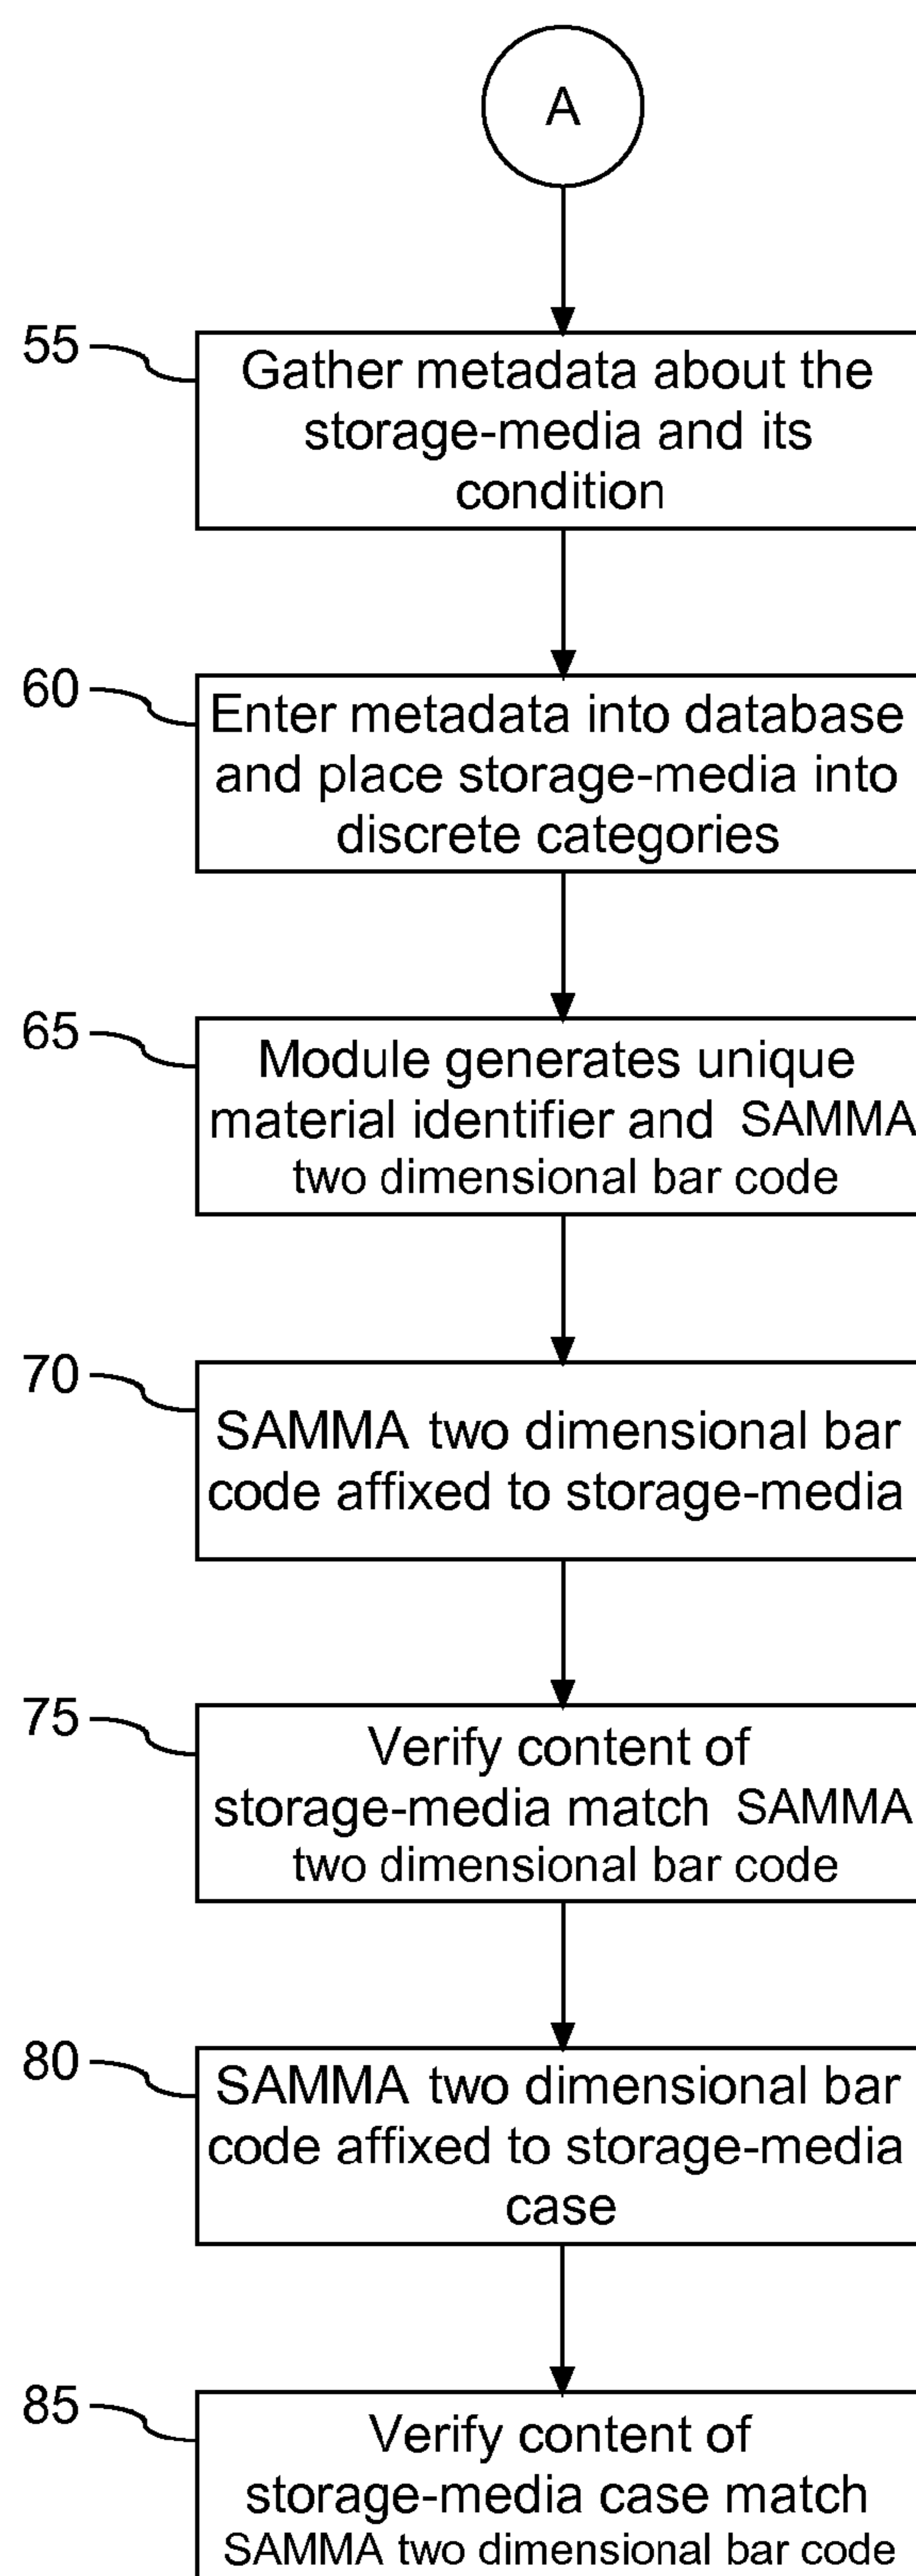 A
55
Gather metadata about the
storage-media and its
condition
60
Enter metadata into database
and place storage-media into
discrete categories
65
Module generates unique
material identifier and SAMMA
two dimensional bar code
70
SAMMA two dimensional bar
code affixed to storage-media
75
Verify content of
storage-media match SAMMA
two dimensional bar code
80
SAMMA two dimensional bar
code affixed to storage-media
case
85
Verify content of
storage-media case match
SAMMA two dimensional bar code